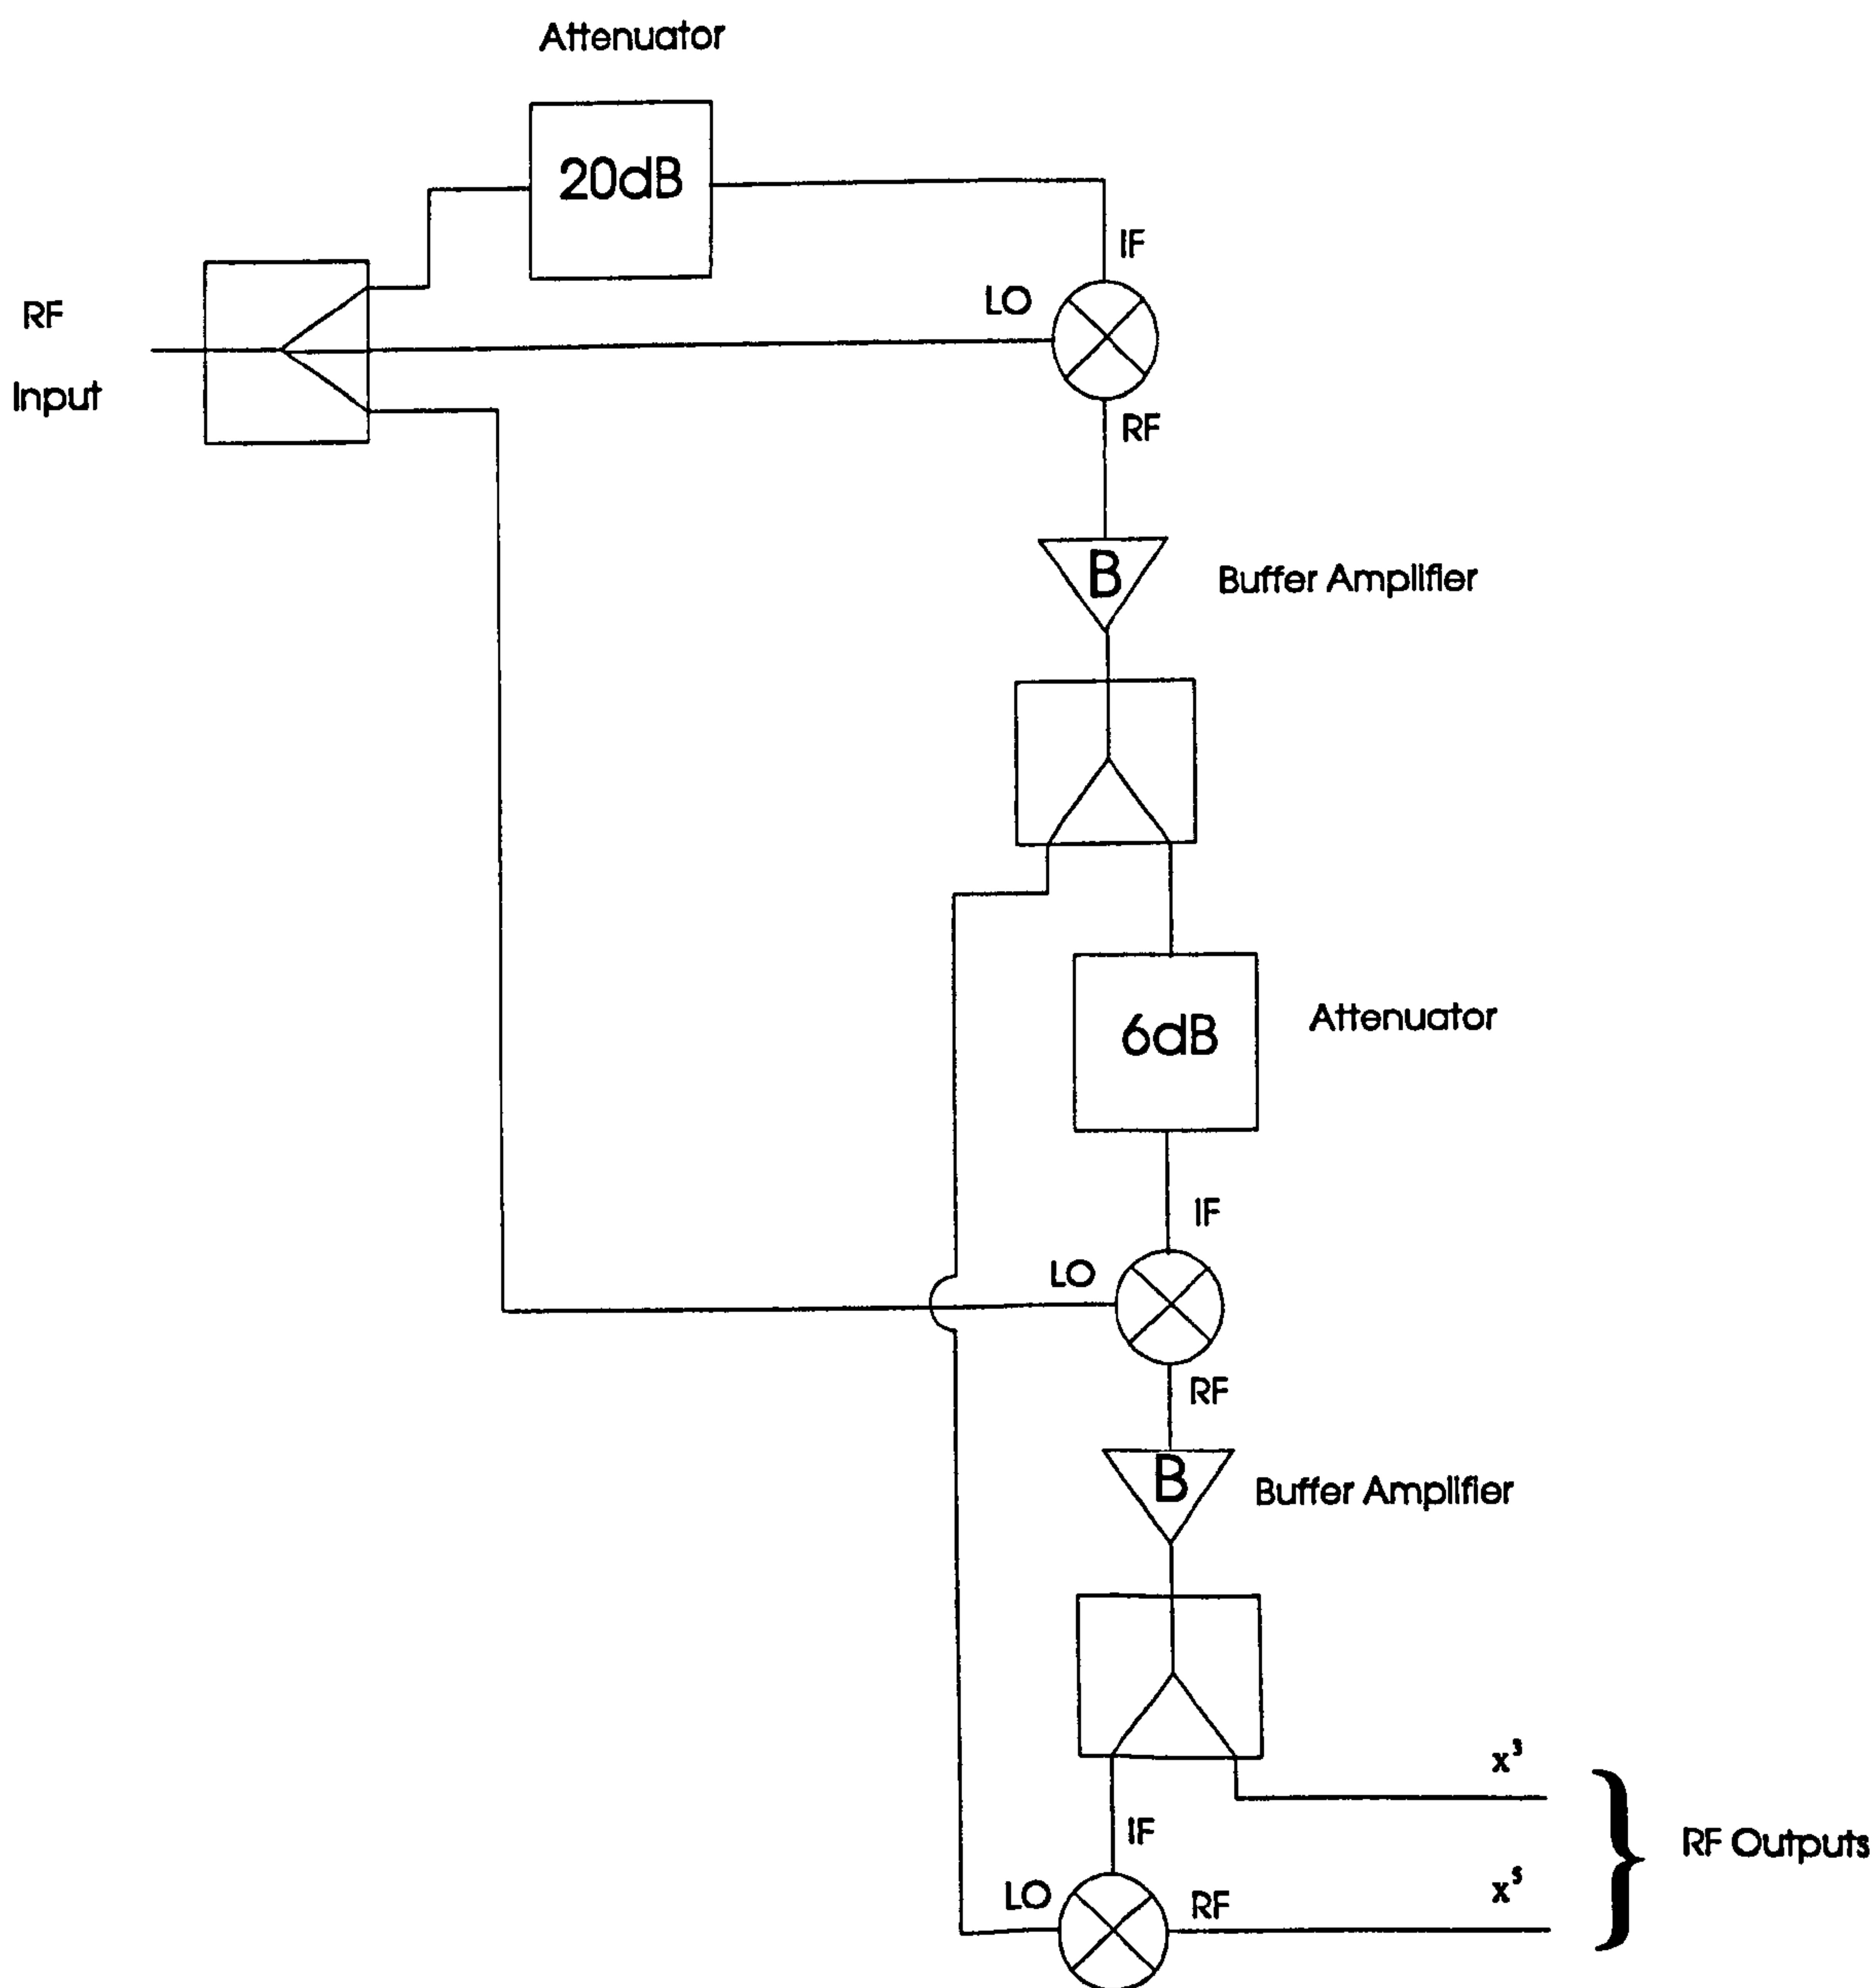 Attenuator
20dB
IF
LO
RF
Input
RF
B
Buffer Amplifier
6dB
Attenuator
IF
LO
RF
B
Buffer Amplifier
x³
IF
RF Outputs
LO
RF
x⁵